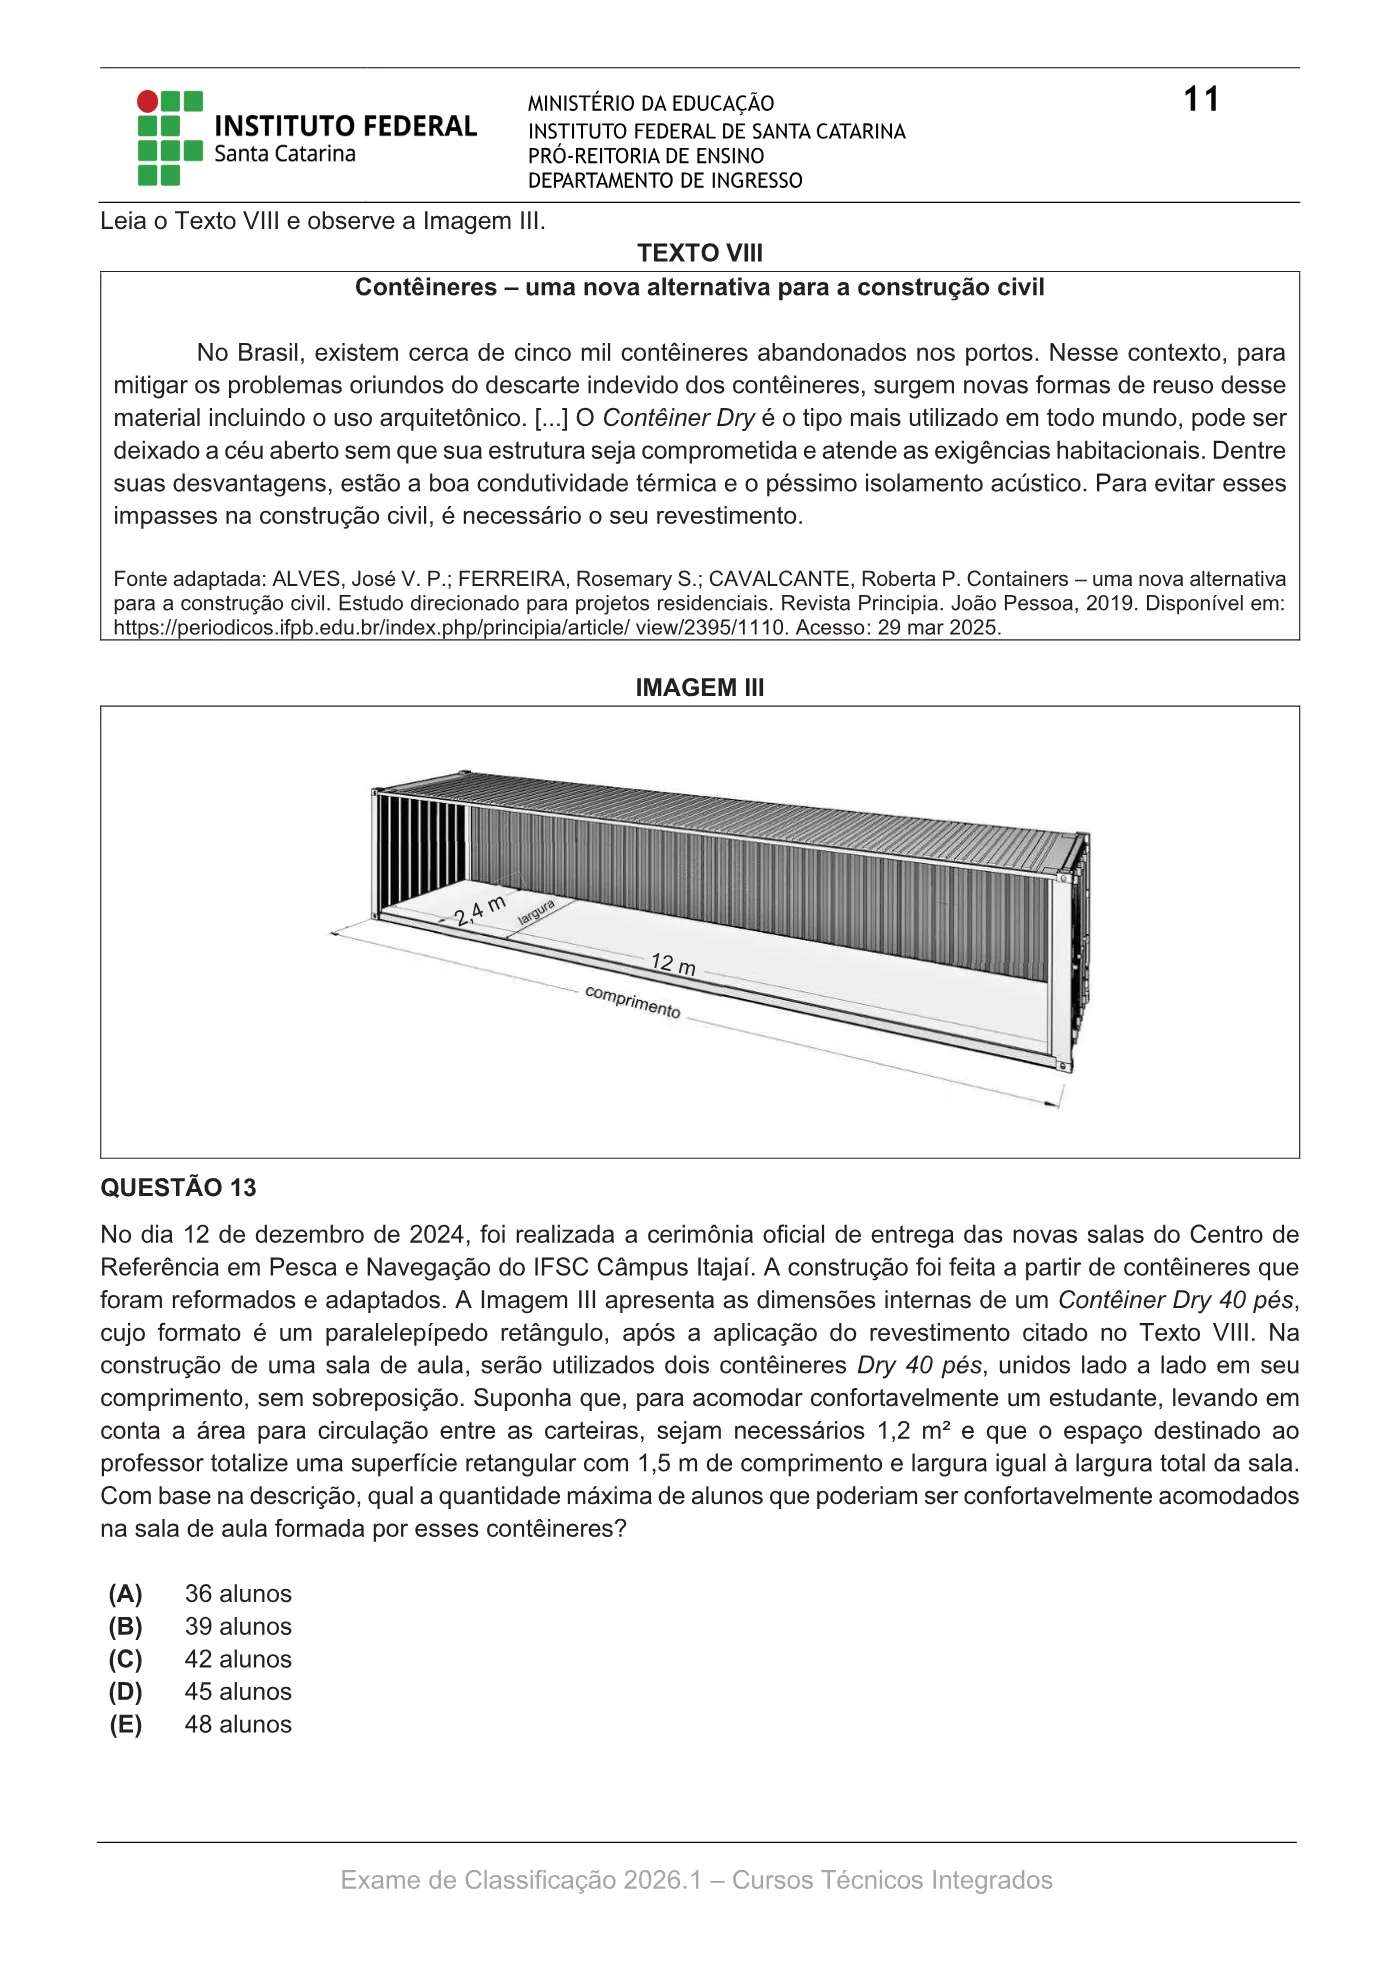 INSTITUTO FEDERAL
Santa Catarina
MINISTÉRIO DA EDUCAÇÃO
INSTITUTO FEDERAL DE SANTA CATARINA
PRÓ-REITORIA DE ENSINO
DEPARTAMENTO DE INGRESSO
11
Leia o Texto VIII e observe a Imagem III.
TEXTO VIII
Contêineres – uma nova alternativa para a construção civil
No Brasil, existem cerca de cinco mil contêineres abandonados nos portos. Nesse contexto, para
mitigar os problemas oriundos do descarte indevido dos contêineres, surgem novas formas de reuso desse
material incluindo o uso arquitetônico. [...] O Contêiner Dry é o tipo mais utilizado em todo mundo, pode ser
deixado a céu aberto sem que sua estrutura seja comprometida e atende as exigências habitacionais. Dentre
suas desvantagens, estão a boa condutividade térmica e o péssimo isolamento acústico. Para evitar esses
impasses na construção civil, é necessário o seu revestimento.
Fonte adaptada: ALVES, José V. P.; FERREIRA, Rosemary S.; CAVALCANTE, Roberta P. Containers – uma nova alternativa
para a construção civil. Estudo direcionado para projetos residenciais. Revista Principia. João Pessoa, 2019. Disponível em:
https://periodicos.ifpb.edu.br/index.php/principia/article/ view/2395/1110. Acesso: 29 mar 2025.
IMAGEM III
2,4 m
largura
12 m
comprimento
QUESTÃO 13
No dia 12 de dezembro de 2024, foi realizada a cerimônia oficial de entrega das novas salas do Centro de
Referência em Pesca e Navegação do IFSC Câmpus Itajaí. A construção foi feita a partir de contêineres que
foram reformados e adaptados. A Imagem III apresenta as dimensões internas de um Contêiner Dry 40 pés,
cujo formato é um paralelepípedo retângulo, após a aplicação do revestimento citado no Texto VIII. Na
construção de uma sala de aula, serão utilizados dois contêineres Dry 40 pés, unidos lado a lado em seu
comprimento, sem sobreposição. Suponha que, para acomodar confortavelmente um estudante, levando em
conta a área para circulação entre as carteiras, sejam necessários 1,2 m² e que o espaço destinado ao
professor totalize uma superfície retangular com 1,5 m de comprimento e largura igual à largura total da sala.
Com base na descrição, qual a quantidade máxima de alunos que poderiam ser confortavelmente acomodados
na sala de aula formada por esses contêineres?
(A) 36 alunos
(B) 39 alunos
(C) 42 alunos
(D) 45 alunos
(E) 48 alunos
Exame de Classificação 2026.1 – Cursos Técnicos Integrados